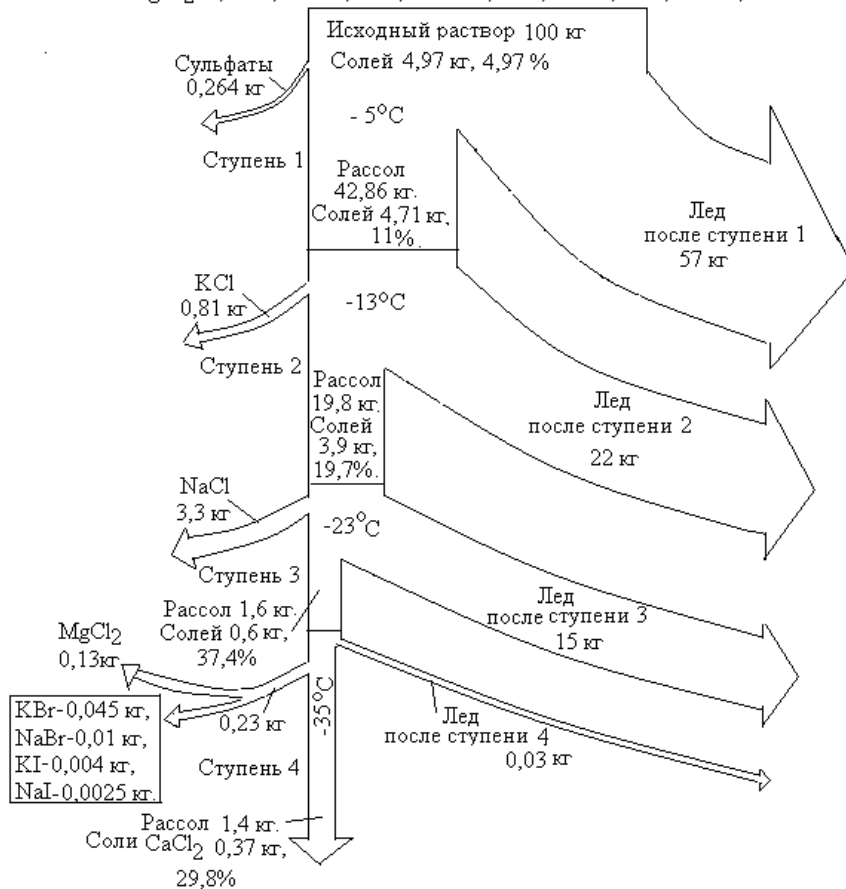 Исходный раствор 100 кг
Солей 4,97 кг, 4,97 %
Сульфаты
0,264 кг
- 5°С
Ступень 1
Рассол
42,86 кг.
Солей 4,71 кг,
11%.
Лед
после ступени 1
57 кг
KCl
0,81 кг
-13°С
Ступень 2
Рассол
19,8 кг.
Солей
3,9 кг,
19,7%.
Лед
после ступени 2
22 кг
NaCl
3,3 кг
-23°С
Ступень 3
Рассол 1,6 кг.
Солей 0,6 кг,
37,4%
Лед
после ступени 3
15 кг
MgCl2
0,13кг
KBr-0,045 кг,
NaBr-0,01 кг,
KI-0,004 кг,
NaI-0,0025 кг.
0,23 кг
-35°С
Лед
после ступени 4
0,03 кг
Ступень 4
Рассол 1,4 кг.
Соли CaCl2 0,37 кг,
29,8%